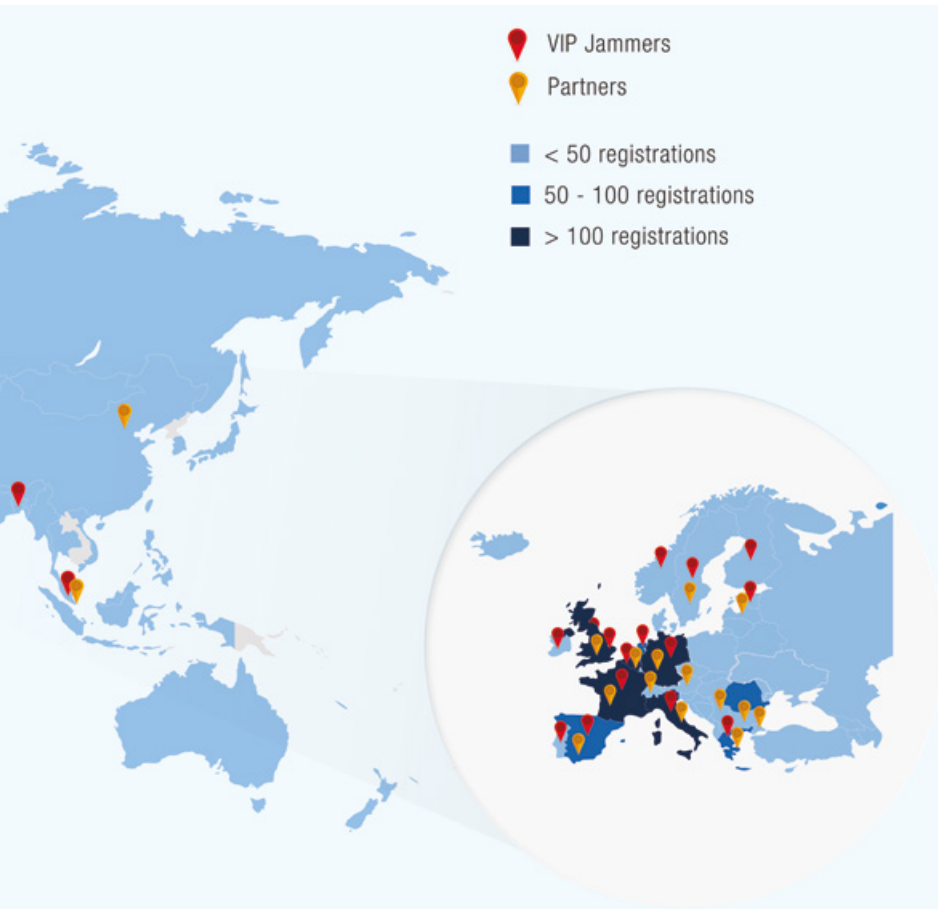 VIP Jammers
Partners
< 50 registrations
50 - 100 registrations
> 100 registrations